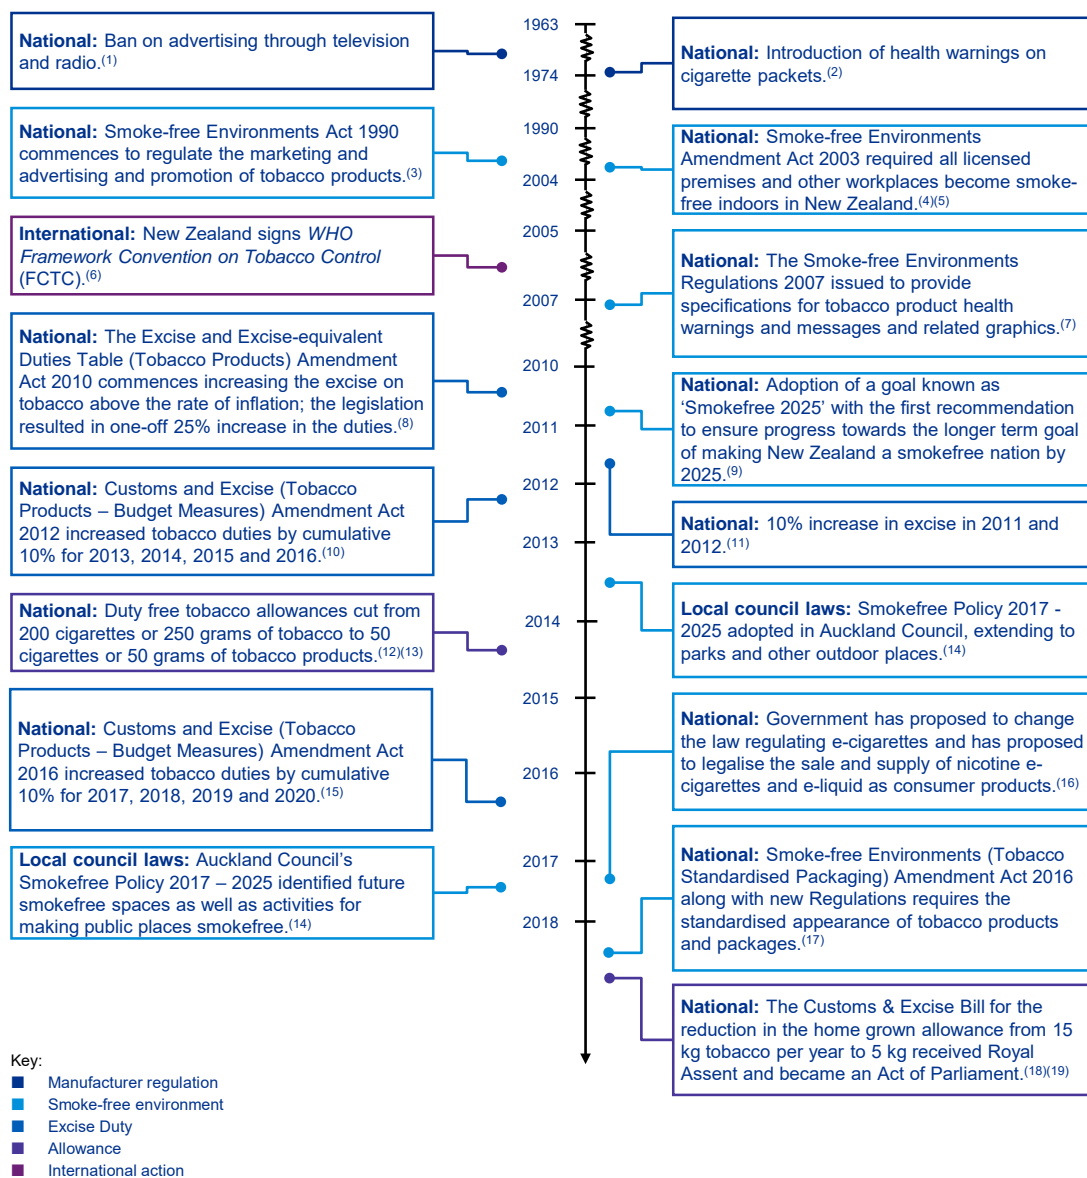 National: Ban on advertising through television
and radio.(1)
National: Smoke-free Environments Act 1990
commences to regulate the marketing and
advertising and promotion of tobacco products.(3)
International: New Zealand signs WHO
Framework Convention on Tobacco Control
(FCTC).(6)
National: The Excise and Excise-equivalent
Duties Table (Tobacco Products) Amendment
Act 2010 commences increasing the excise on
tobacco above the rate of inflation; the legislation
resulted in one-off 25% increase in the duties.(8)
National: Customs and Excise (Tobacco
Products – Budget Measures) Amendment Act
2012 increased tobacco duties by cumulative
10% for 2013, 2014, 2015 and 2016.(10)
National: Duty free tobacco allowances cut from
200 cigarettes or 250 grams of tobacco to 50
cigarettes or 50 grams of tobacco products.(12)(13)
National: Customs and Excise (Tobacco
Products – Budget Measures) Amendment Act
2016 increased tobacco duties by cumulative
10% for 2017, 2018, 2019 and 2020.(15)
Local council laws: Auckland Council's
Smokefree Policy 2017 – 2025 identified future
smokefree spaces as well as activities for
making public places smokefree.(14)
1963
1974
1990
2004
2005
2007
2010
2011
2012
2013
2014
2015
2016
2017
2018
National: Introduction of health warnings on
cigarette packets.(2)
National: Smoke-free Environments
Amendment Act 2003 required all licensed
premises and other workplaces become smoke-
free indoors in New Zealand.(4)(5)
National: The Smoke-free Environments
Regulations 2007 issued to provide
specifications for tobacco product health
warnings and messages and related graphics.(7)
National: Adoption of a goal known as
‘Smokefree 2025’ with the first recommendation
to ensure progress towards the longer term goal
of making New Zealand a smokefree nation by
2025.(9)
National: 10% increase in excise in 2011 and
2012.(11)
Local council laws: Smokefree Policy 2017 -
2025 adopted in Auckland Council, extending to
parks and other outdoor places.(14)
National: Government has proposed to change
the law regulating e-cigarettes and has proposed
to legalise the sale and supply of nicotine e-
cigarettes and e-liquid as consumer products.(16)
National: Smoke-free Environments (Tobacco
Standardised Packaging) Amendment Act 2016
along with new Regulations requires the
standardised appearance of tobacco products
and packages.(17)
National: The Customs & Excise Bill for the
reduction in the home grown allowance from 15
kg tobacco per year to 5 kg received Royal
Assent and became an Act of Parliament.(18)(19)
Key:
Manufacturer regulation
Smoke-free environment
Excise Duty
Allowance
International action